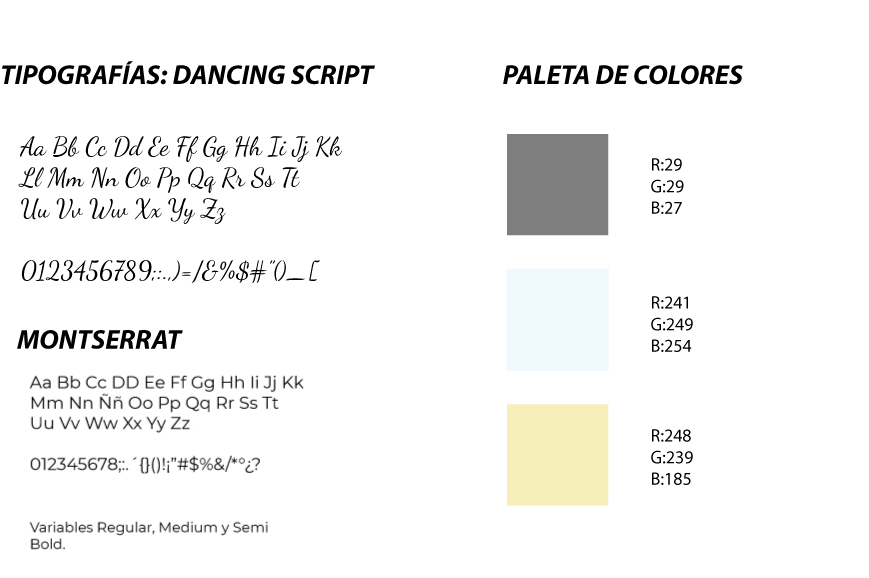 TIPOGRAFÍAS: DANCING SCRIPT
Aa Bb Cc Dd Ee Ff Gg Hh Ii Jj Kk
Ll Mm Nn Oo Pp Qq Rr Ss Tt
Uu Vv Ww Xx Yy Zz
0123456789;:.,)=/&%$#"()_[
MONTSERRAT
Aa Bb Cc DD Ee Ff Gg Hh Ii Jj Kk
Mm Nn Ññ Oo Pp Qq Rr Ss Tt
Uu Vv Ww Xx Yy Zz
012345678;:.´{}()!¡"#$%&/*°¿?
Variables Regular, Medium y Semi
Bold.
PALETA DE COLORES
R:29
G:29
B:27
R:241
G:249
B:254
R:248
G:239
B:185